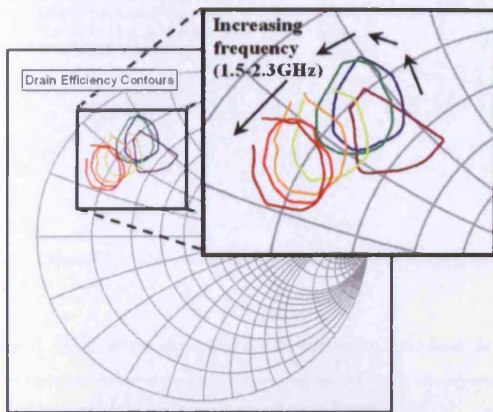 Increasing
frequency
(1.5-2.3GHz)
Drain Efficiency Contours